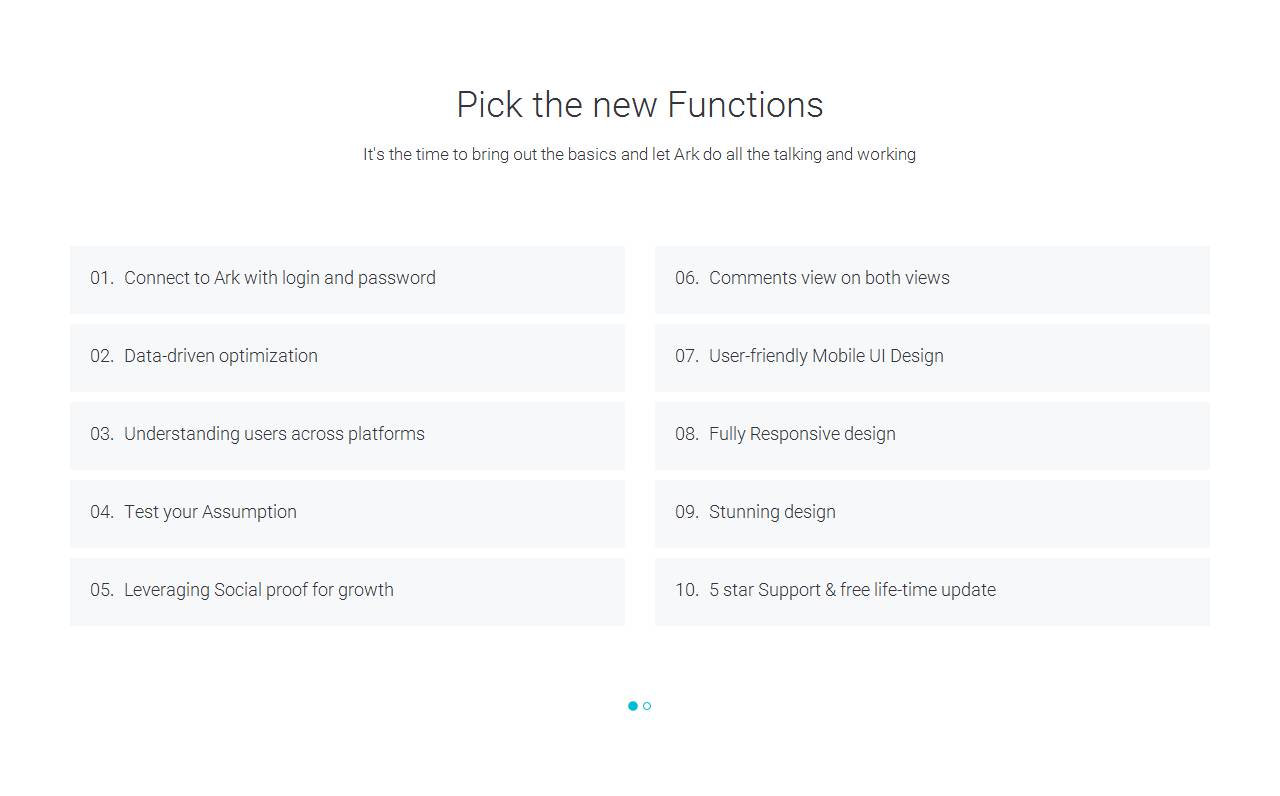 Pick the new Functions
It's the time to bring out the basics and let Ark do all the talking and working
01. Connect to Ark with login and password
02. Data-driven optimization
03. Understanding users across platforms
04. Test your Assumption
05. Leveraging Social proof for growth
06. Comments view on both views
07. User-friendly Mobile UI Design
08. Fully Responsive design
09. Stunning design
10. 5 star Support & free life-time update